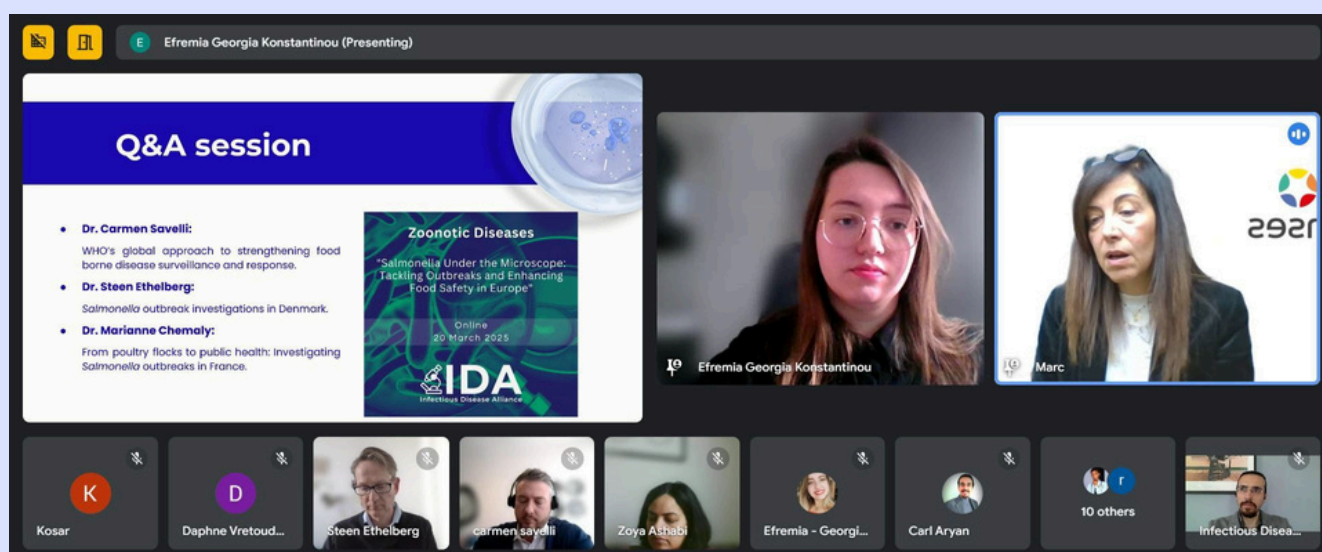 E
Efremia Georgia Konstantinou (Presenting)
Q&A session
• Dr. Carmen Savelli:
WHO's global approach to strengthening food
borne disease surveillance and response.
• Dr. Steen Ethelberg:
Salmonella outbreak investigations in Denmark.
• Dr. Marianne Chemaly:
From poultry flocks to public health: Investigating
Salmonella outbreaks in France.
Zoonotic Diseases
"Salmonella Under the Microscope:
Tackling Outbreaks and Enhancing
Food Safety in Europe"
Online
20 March 2025
IDA
Infectious Disease Alliance
Efremia Georgia Konstantinou
nses
Marc
K
Kosar
D
Daphne Vretoud...
Steen Ethelberg
carmen savelli
Zoya Ashabi
Efremia - Georgi...
Carl Aryan
r
10 others
Infectious Disea...